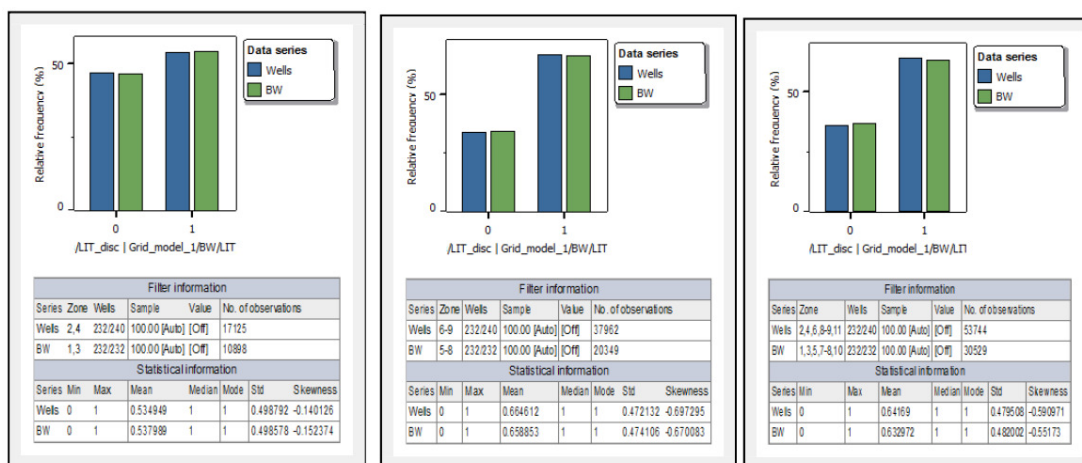 Relative frequency (%)
50
0
0 1
/LIT_disc | Grid_model_1/BW/LIT
Data series
Wells
BW
Filter information
Series Zone Wells Sample Value No. of observations
Wells 2,4 232/240 100.00 [Auto] [Off] 17125
BW 1,3 232/232 100.00 [Auto] [Off] 10898
Statistical information
Series Min Max Mean Median Mode Std Skewness
Wells 0 1 0.534949 1 1 0.498792 -0.140126
BW 0 1 0.537989 1 1 0.498578 -0.152374
Relative frequency (%)
50
0
0 1
/LIT_disc | Grid_model_1/BW/LIT
Data series
Wells
BW
Filter information
Series Zone Wells Sample Value No. of observations
Wells 6-9 232/240 100.00 [Auto] [Off] 37962
BW 5-8 232/232 100.00 [Auto] [Off] 20349
Statistical information
Series Min Max Mean Median Mode Std Skewness
Wells 0 1 0.664612 1 1 0.472132 -0.697295
BW 0 1 0.658853 1 1 0.474106 -0.670083
Relative frequency (%)
50
0
0 1
/LIT_disc | Grid_model_1/BW/LIT
Data series
Wells
BW
Filter information
Series Zone Wells Sample Value No. of observations
Wells 2,4,6,8-9,11 232/240 100.00 [Auto] [Off] 53744
BW 1,3,5,7-8,10 232/232 100.00 [Auto] [Off] 30529
Statistical information
Series Min Max Mean Median Mode Std Skewness
Wells 0 1 0.64169 1 1 0.479508 -0.590971
BW 0 1 0.632972 1 1 0.482002 -0.55173